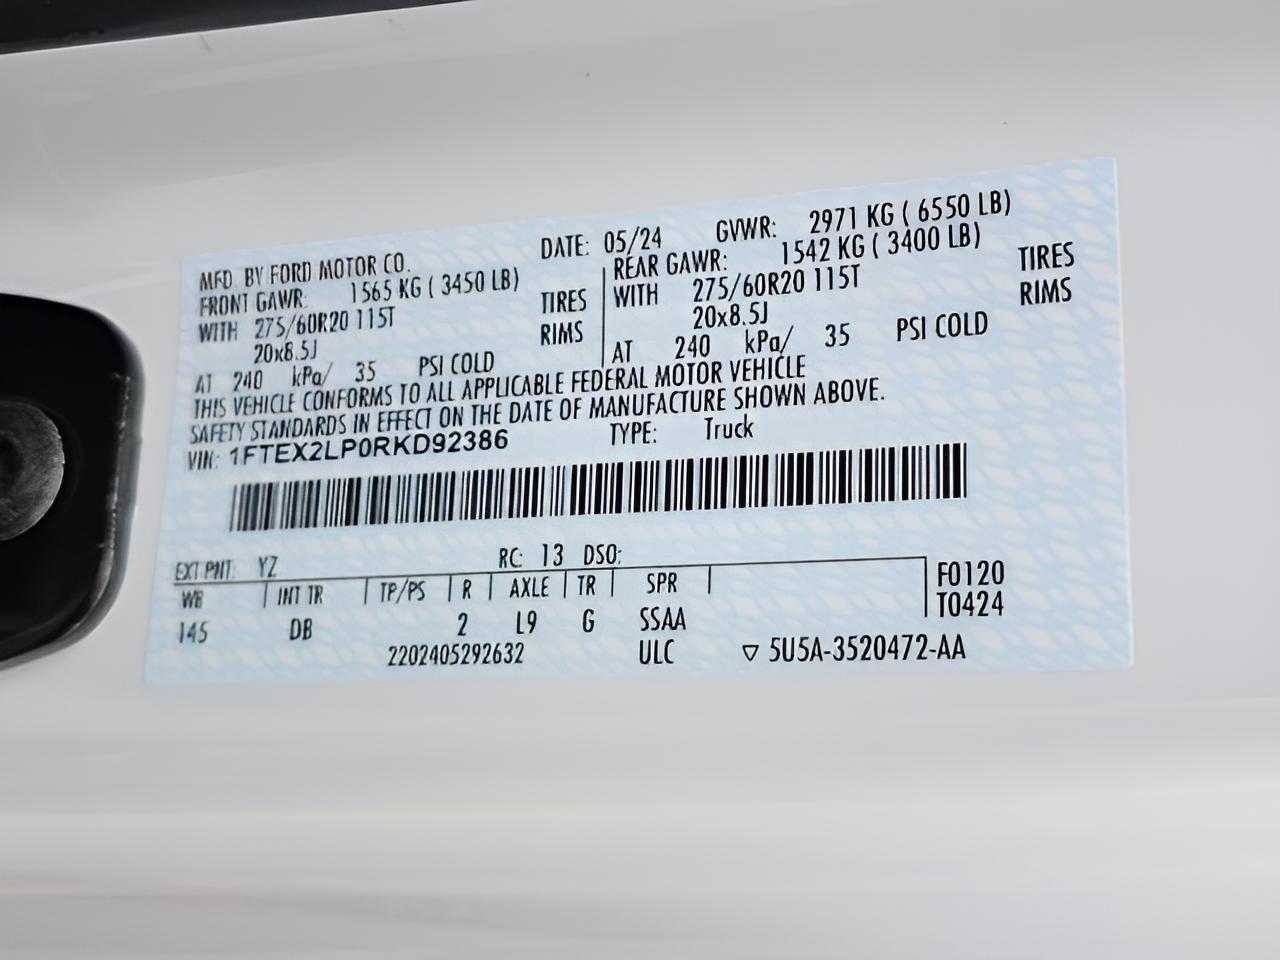 MFD. BY FORD MOTOR CO.
DATE: 05/24 GVWR: 2971 KG ( 6550 LB)
FRONT GAWR: 1565 KG ( 3450 LB)
WITH 275/60R20 115T TIRES
20x8.5J RIMS
AT 240 kPa/ 35 PSI COLD
REAR GAWR: 1542 KG ( 3400 LB)
WITH 275/60R20 115T TIRES
20x8.5J RIMS
AT 240 kPa/ 35 PSI COLD
THIS VEHICLE CONFORMS TO ALL APPLICABLE FEDERAL MOTOR VEHICLE
SAFETY STANDARDS IN EFFECT ON THE DATE OF MANUFACTURE SHOWN ABOVE.
VIN: 1FTEX2LP0RKD92386 TYPE: Truck
EXT PNT: YZ RC: 13 DSO:
WB INT TR TP/PS R AXLE TR SPR F0120
145 DB 2 L9 G SSAA T0424
2202405292632 ULC ▽ 5U5A-3520472-AA